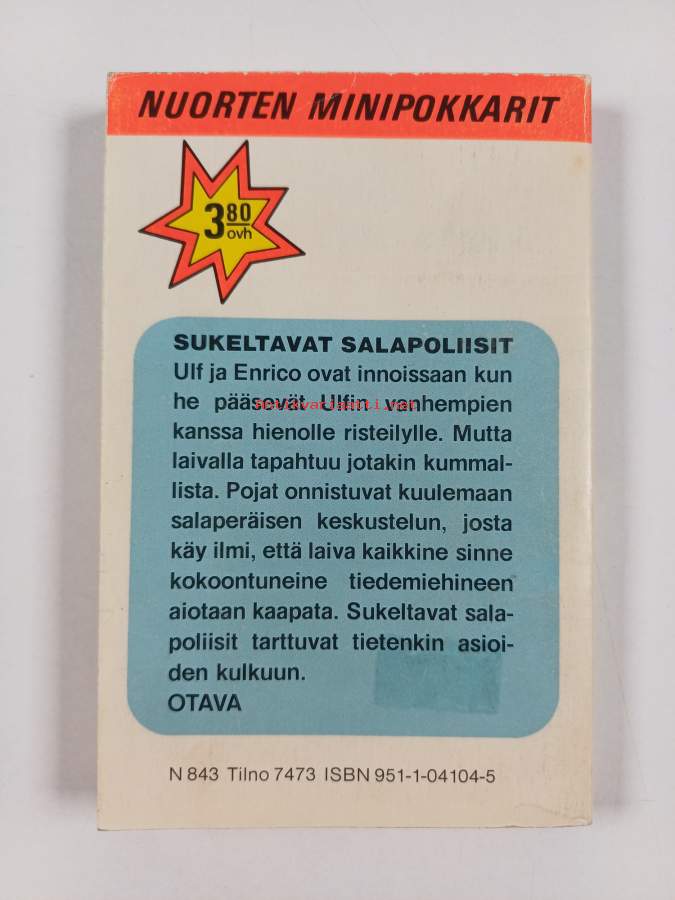 NUORTEN MINIPOKKARIT
3 80
ovh
SUKELTAVAT SALAPOLIISIT
Ulf ja Enrico ovat innoissaan kun
he pääsevät Ulfin vanhempien
Antikvariaatti.net
kanssa hienolle risteilylle. Mutta
laivalla tapahtuu jotakin kummal-
lista. Pojat onnistuvat kuulemaan
salaperäisen keskustelun, josta
käy ilmi, että laiva kaikkine sinne
kokoontuneine tiedemiehineen
aiotaan kaapata. Sukeltavat sala-
poliisit tarttuvat tietenkin asioi-
den kulkuun.
OTAVA
N 843 Tilno 7473 ISBN 951-1-04104-5